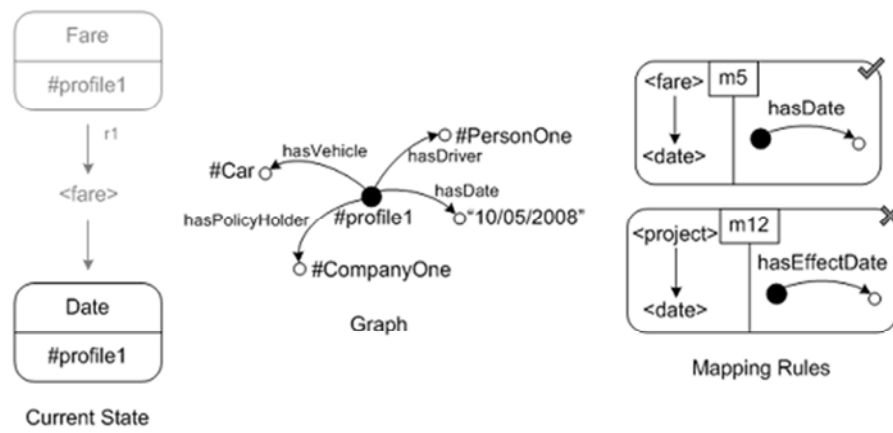 Fare
#profile1
r1
<fare>
Date
#profile1
Current State
#PersonOne
hasVehicle
hasDriver
#Car
hasDate
hasPolicyHolder
#profile1
"10/05/2008"
#CompanyOne
Graph
<fare>
m5
hasDate
<date>
<project>
m12
hasEffectDate
<date>
Mapping Rules